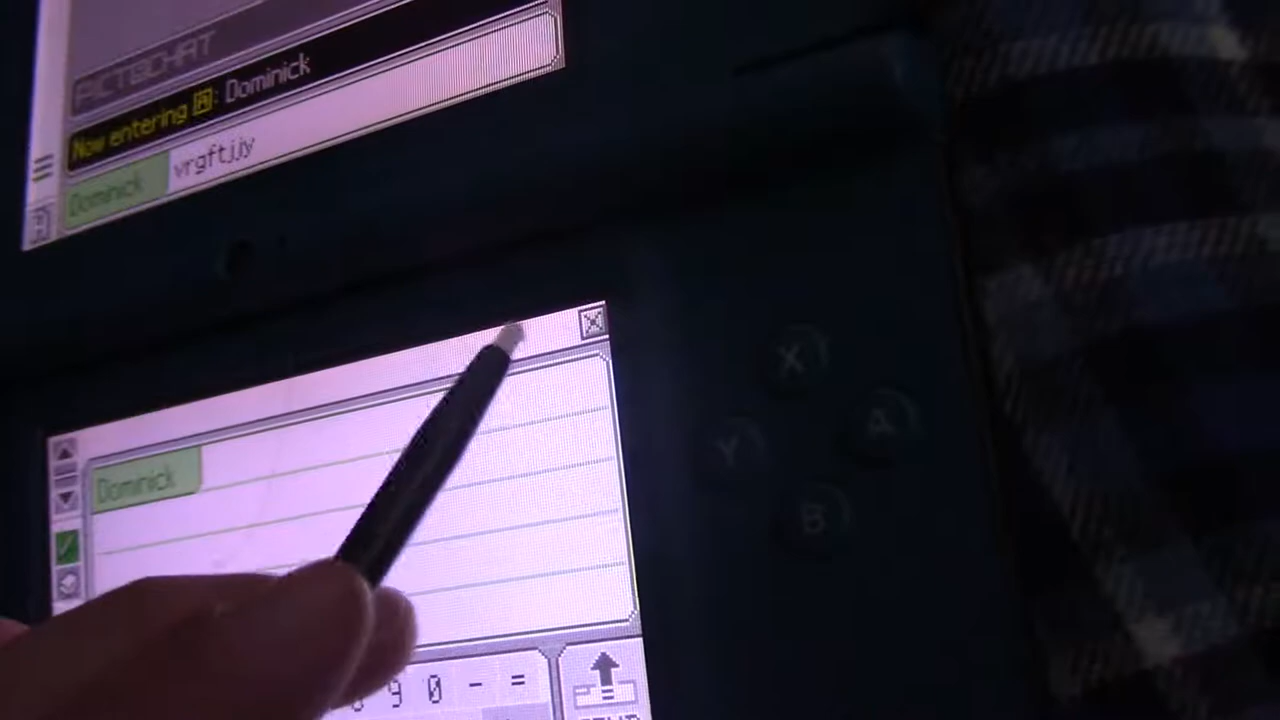 PICTOCHAT
Now entering A: Dominick
Dominick vrgftjjy
Dominick
9 0 - =
X
Y A
B